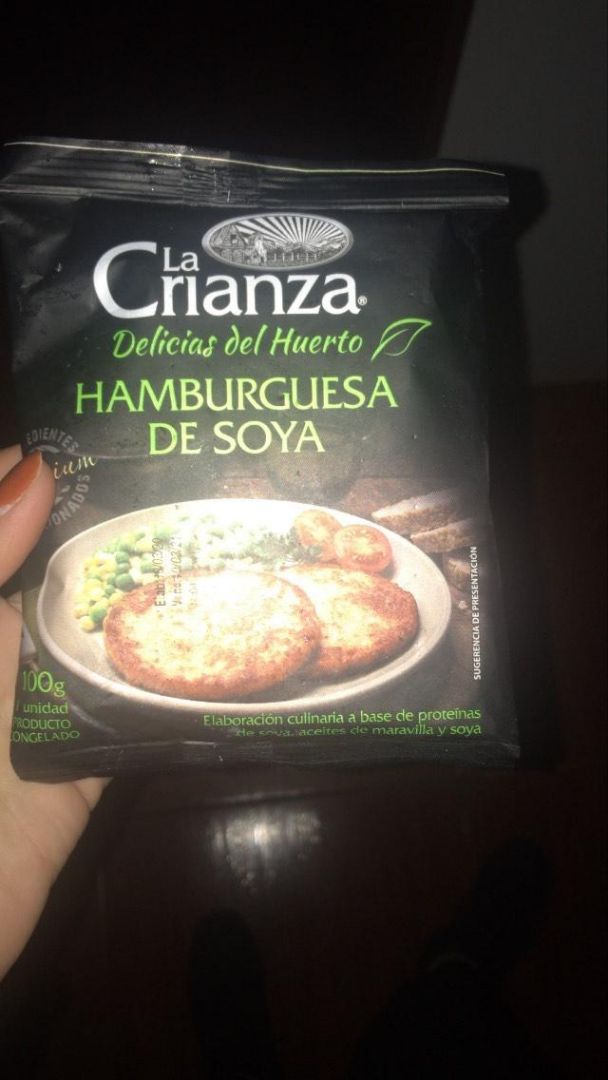 La
Crianza®
Delicias del Huerto
HAMBURGUESA
DE SOYA
SUGERENCIA DE PRESENTACIÓN
100g
unidad
PRODUCTO
CONGELADO
Elaboración culinaria a base de proteínas
de soya, aceites de maravilla y soya